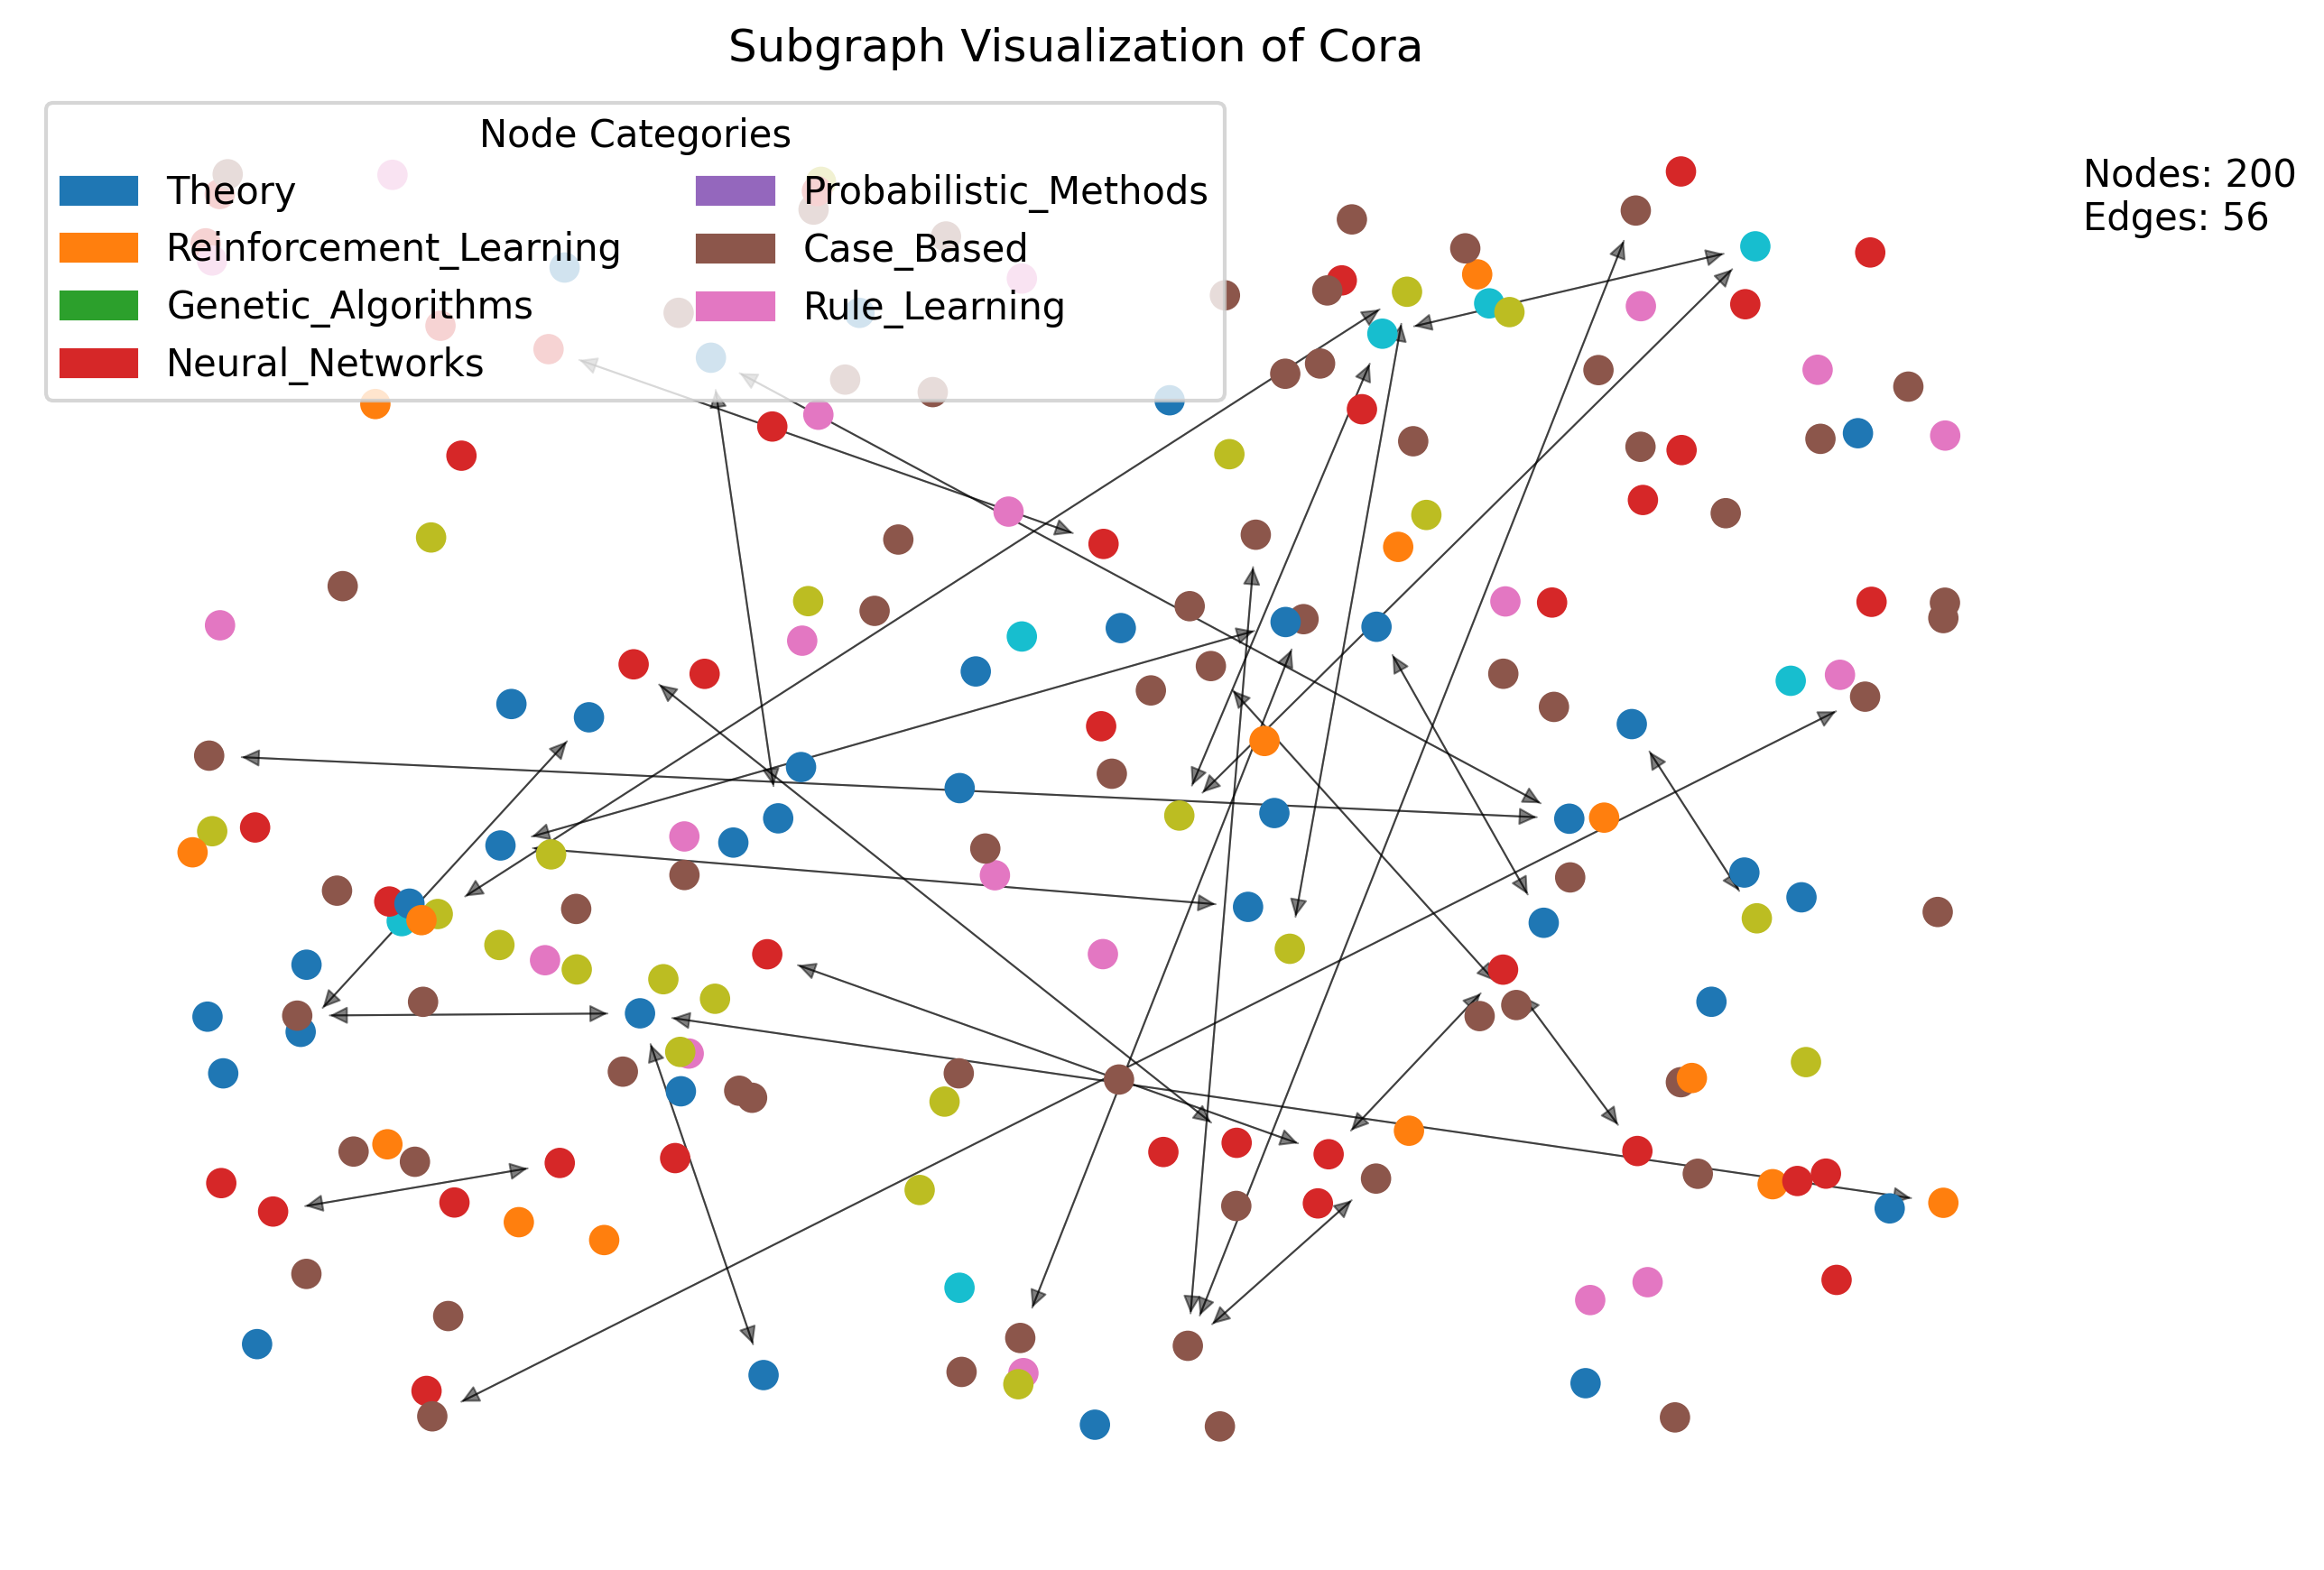 Subgraph Visualization of Cora
Node Categories
Theory
Reinforcement_Learning
Genetic_Algorithms
Neural_Networks
Probabilistic_Methods
Case_Based
Rule_Learning
Nodes: 200
Edges: 56